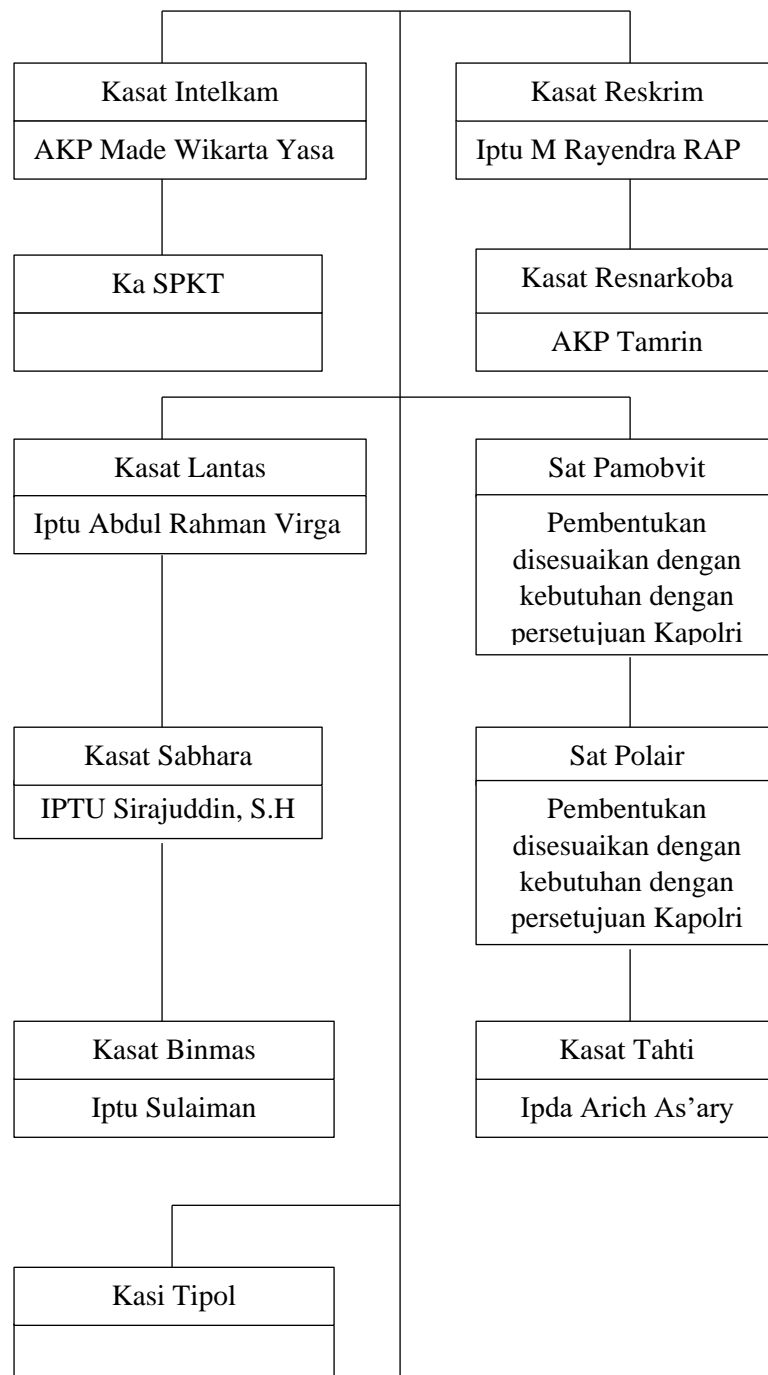 Kasat Intelkam
AKP Made Wikarta Yasa
Kasat Reskrim
Iptu M Rayendra RAP
Ka SPKT
Kasat Resnarkoba
AKP Tamrin
Kasat Lantas
Iptu Abdul Rahman Virga
Sat Pamobvit
Pembentukan
disesuaikan dengan
kebutuhan dengan
persetujuan Kapolri
Kasat Sabhara
IPTU Sirajuddin, S.H
Sat Polair
Pembentukan
disesuaikan dengan
kebutuhan dengan
persetujuan Kapolri
Kasat Binmas
Iptu Sulaiman
Kasat Tahti
Ipda Arich As’ary
Kasi Tipol